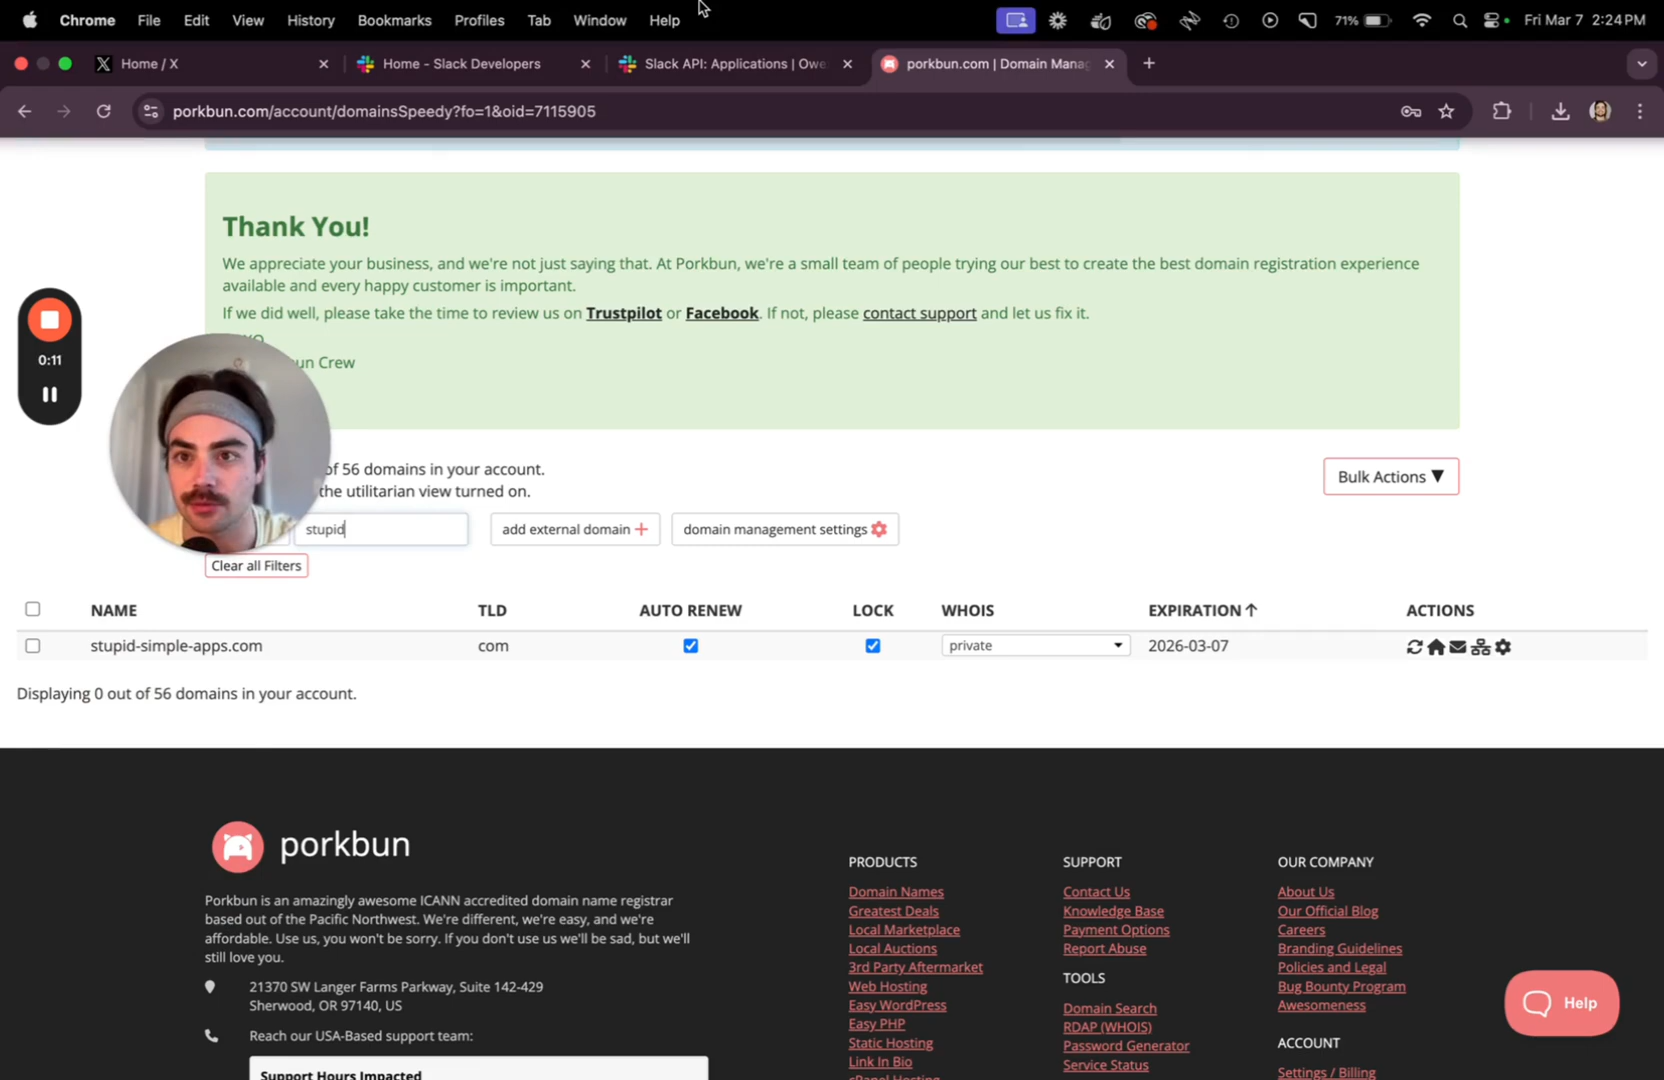 Chrome File Edit View History Bookmarks Profiles Tab Window Help 71% Fri Mar 7 2:24 PM
X Home / X
Home - Slack Developers
Slack API: Applications | Owe
porkbun.com | Domain Mana
porkbun.com/account/domainsSpeedy?fo=1&oid=7115905
Thank You!
We appreciate your business, and we're not just saying that. At Porkbun, we're a small team of people trying our best to create the best domain registration experience
available and every happy customer is important.
If we did well, please take the time to review us on Trustpilot or Facebook. If not, please contact support and let us fix it.
un Crew
0:11
of 56 domains in your account.
the utilitarian view turned on.
Bulk Actions ▼
stupid
add external domain +
domain management settings
Clear all Filters
NAME TLD AUTO RENEW LOCK WHOIS EXPIRATION ↑ ACTIONS
stupid-simple-apps.com com private 2026-03-07
Displaying 0 out of 56 domains in your account.
porkbun
Porkbun is an amazingly awesome ICANN accredited domain name registrar
based out of the Pacific Northwest. We're different, we're easy, and we're
affordable. Use us, you won't be sorry. If you don't use us we'll be sad, but we'll
still love you.
21370 SW Langer Farms Parkway, Suite 142-429
Sherwood, OR 97140, US
Reach our USA-Based support team:
Support Hours Impacted
PRODUCTS
Domain Names
Greatest Deals
Local Marketplace
Local Auctions
3rd Party Aftermarket
Web Hosting
Easy WordPress
Easy PHP
Static Hosting
Link In Bio
cPanel Hosting
SUPPORT
Contact Us
Knowledge Base
Payment Options
Report Abuse
TOOLS
Domain Search
RDAP (WHOIS)
Password Generator
Service Status
OUR COMPANY
About Us
Our Official Blog
Careers
Branding Guidelines
Policies and Legal
Bug Bounty Program
Awesomeness
ACCOUNT
Settings / Billing
Help